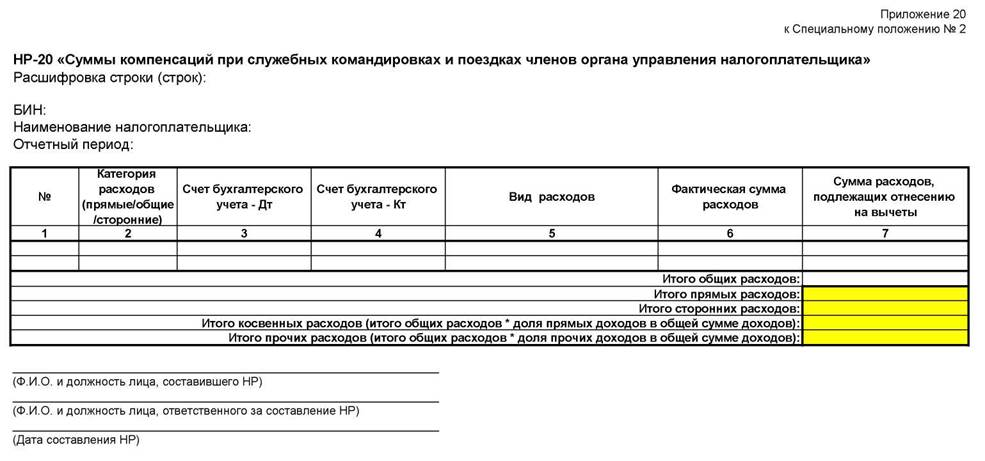 Приложение 20
к Специальному положению № 2
НР-20 «Суммы компенсаций при служебных командировках и поездках членов органа управления налогоплательщика»
Расшифровка строки (строк):
БИН:
Наименование налогоплательщика:
Отчетный период:
№
Категория
расходов
(прямые/общие
/сторонние)
Счет бухгалтерского
учета - Дт
Счет бухгалтерского
учета - Кт
Вид расходов
Фактическая сумма
расходов
Сумма расходов,
подлежащих отнесению
на вычеты
1 2 3 4 5 6 7
Итого общих расходов:
Итого прямых расходов:
Итого сторонних расходов:
Итого косвенных расходов (итого общих расходов * доля прямых доходов в общей сумме доходов):
Итого прочих расходов (итого общих расходов * доля прочих доходов в общей сумме доходов):
(Ф.И.О. и должность лица, составившего НР)
(Ф.И.О. и должность лица, ответственного за составление НР)
(Дата составления НР)